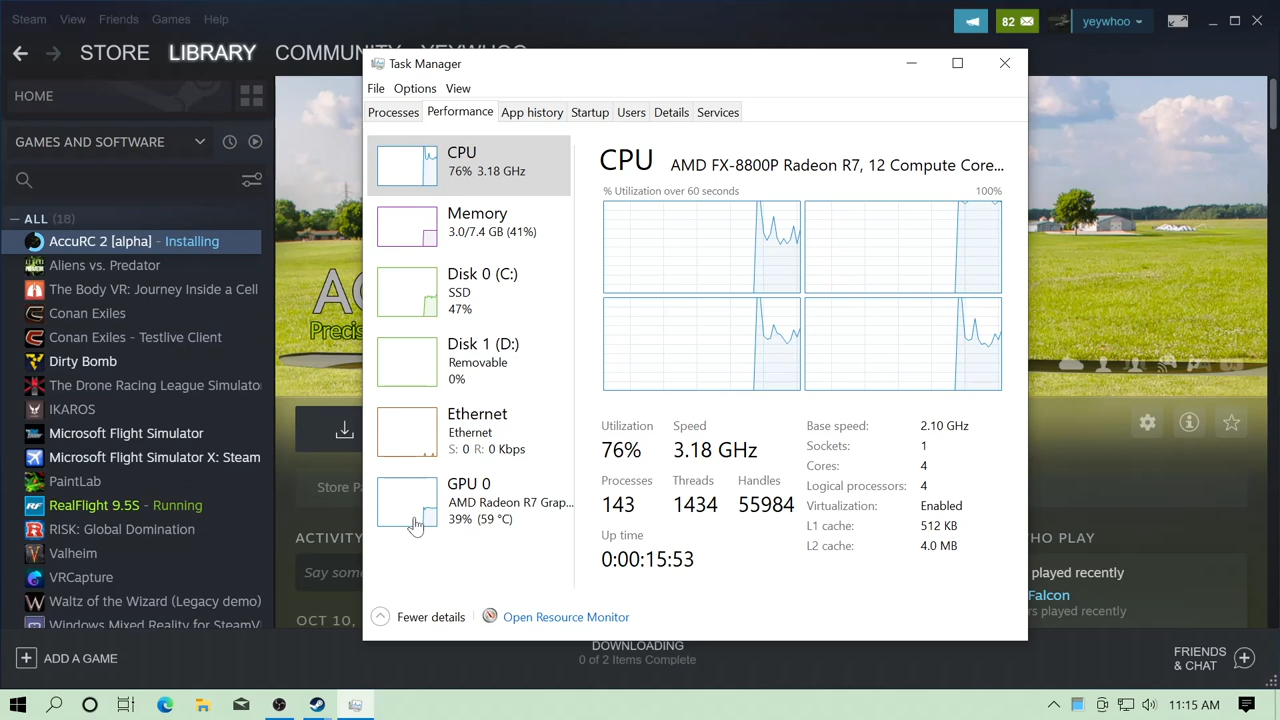 Steam View Friends Games Help
82
yeywhoo
STORE LIBRARY COMMUNITY YEYWHOO
HOME
GAMES AND SOFTWARE
ALL (18)
AccuRC 2 [alpha] - Installing
Aliens vs. Predator
The Body VR: Journey Inside a Cell
Conan Exiles
Conan Exiles - Testlive Client
Dirty Bomb
The Drone Racing League Simulator
IKAROS
Microsoft Flight Simulator
Microsoft Flight Simulator X: Steam
PaintLab
RealFlight 9.5S - Running
RISK: Global Domination
Valheim
VRCapture
Waltz of the Wizard (Legacy demo)
Windows Mixed Reality for SteamV
ADD A GAME
AC
Precis
Store Pa
ACTIVITY
Say some
OCT 10,
Task Manager
File Options View
Processes Performance App history Startup Users Details Services
CPU
76% 3.18 GHz
Memory
3.0/7.4 GB (41%)
Disk 0 (C:)
SSD
47%
Disk 1 (D:)
Removable
0%
Ethernet
Ethernet
S: 0 R: 0 Kbps
GPU 0
AMD Radeon R7 Grap...
39% (59 °C)
CPU AMD FX-8800P Radeon R7, 12 Compute Core...
% Utilization over 60 seconds 100%
Utilization Speed
76% 3.18 GHz
Processes Threads Handles
143 1434 55984
Up time
0:00:15:53
Base speed: 2.10 GHz
Sockets: 1
Cores: 4
Logical processors: 4
Virtualization: Enabled
L1 cache: 512 KB
L2 cache: 4.0 MB
Fewer details Open Resource Monitor
HO PLAY
played recently
Falcon
rs played recently
DOWNLOADING
0 of 2 Items Complete
FRIENDS
& CHAT
RF
11:15 AM